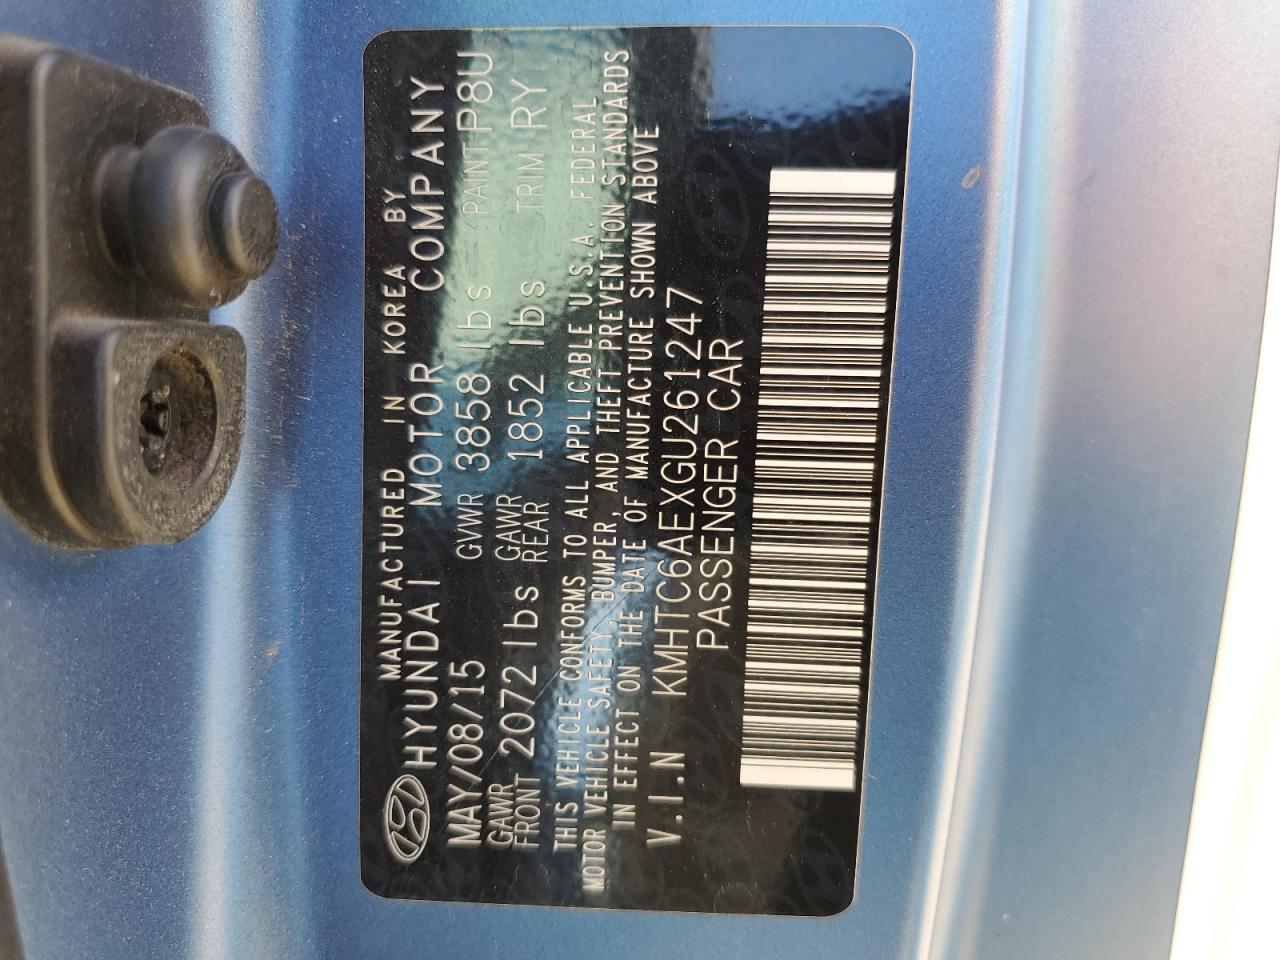 MANUFACTURED IN KOREA BY
HYUNDAI MOTOR COMPANY
MAY/08/15 GVWR 3858 lbs PAINT P8U
GAWR FRONT 2072 lbs GAWR REAR 1852 lbs TRIM RY
THIS VEHICLE CONFORMS TO ALL APPLICABLE U.S.A. FEDERAL
MOTOR VEHICLE SAFETY, BUMPER, AND THEFT PREVENTION STANDARDS
IN EFFECT ON THE DATE OF MANUFACTURE SHOWN ABOVE
V.I.N KMHTC6AEXGU261247
PASSENGER CAR